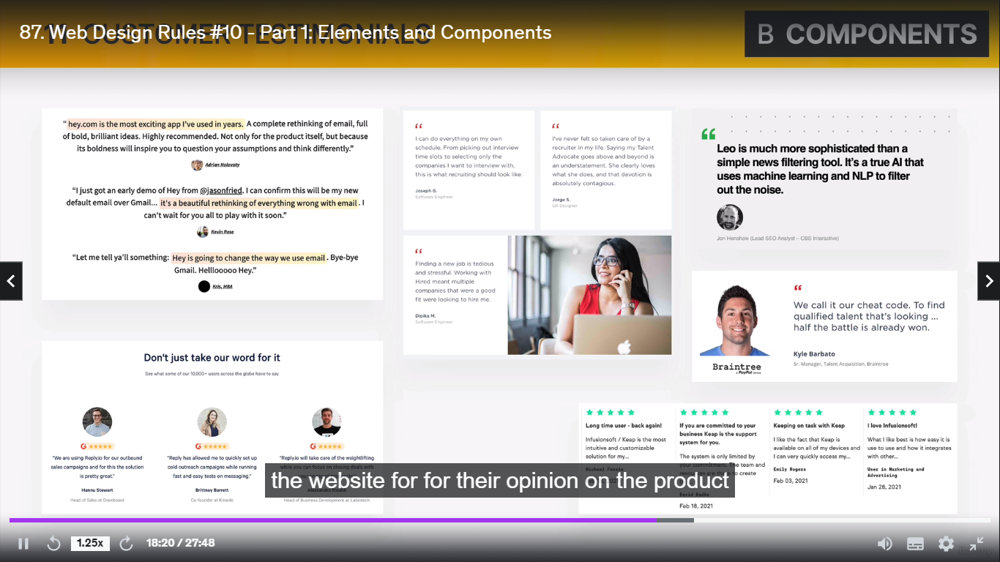 87. Web Design Rules #10 - Part 1: Elements and Components
CUSTOMER TESTIMONIALS
B COMPONENTS
“hey.com is the most exciting app I've used in years. A complete rethinking of email, full
of bold, brilliant ideas. Highly recommended. Not only for the product itself, but because
its boldness will inspire you to question your assumptions and think differently.”
Adrian Holovaty
“I just got an early demo of Hey from @jasonfried. I can confirm this will be my new
default email over Gmail... it's a beautiful rethinking of everything wrong with email. I
can't wait for you all to play with it soon.”
Kevin Rose
“Let me tell ya'll something: Hey is going to change the way we use email. Bye-bye
Gmail. Hellooooo Hey.”
Kris, MBA
“
I can do everything on my own
schedule. From picking out interview
time slots to selecting only the
companies I want to interview with,
this is what recruiting should look like.
Joseph G.
Software Engineer
“
I've never felt so taken care of by a
recruiter in my life. Saying my Talent
Advocate goes above and beyond is
an understatement. She clearly loves
what she does, and that devotion is
absolutely contagious.
Jorge S.
UX Designer
“
Finding a new job is tedious
and stressful. Working with
Hired meant multiple
companies that were a good
fit were looking to hire me.
Dipika M.
Software Engineer
“
Leo is much more sophisticated than a
simple news filtering tool. It's a true AI that
uses machine learning and NLP to filter
out the noise.
Jon Henshaw (Lead SEO Analyst – CBS Interactive)
“
We call it our cheat code. To find
qualified talent that's looking ...
half the battle is already won.
Kyle Barbato
Sr. Manager, Talent Acquisition, Braintree
Braintree
A PayPal Service
Don't just take our word for it
See what some of our 10,000+ users across the globe have to say
“We are using Reply.io for our outbound
sales campaigns and for this the solution
is pretty great.”
Hannu Stewart
Head of Sales at Drawboard
“Reply has allowed me to quickly set up
cold outreach campaigns while running
fast and easy tests on messaging.”
Brittney Barrett
Co-founder at Kinside
“Reply.io will take care of the weightlifting
while you can focus on closing deals with
Head of Business Development at Labiotech
Long time user - back again!
Infusionsoft / Keap is the most
intuitive and customizable
solution for my...
Michael Ferris
If you are committed to your
business Keap is the support
system for you.
The system is only limited by
your commitment. The team and
resources are there to create
David Radke
Feb 18, 2021
Keeping on task with Keap
I like the fact that Keap is
available on all of my devices and
I can very quickly access my...
Emily Rogers
Feb 03, 2021
I love Infusionsoft!
What I like best is how easy it is
to use to and how it integrates
with other...
User in Marketing and
Advertising
Jan 28, 2021
the website for for their opinion on the product
1.25x
18:20 / 27:48